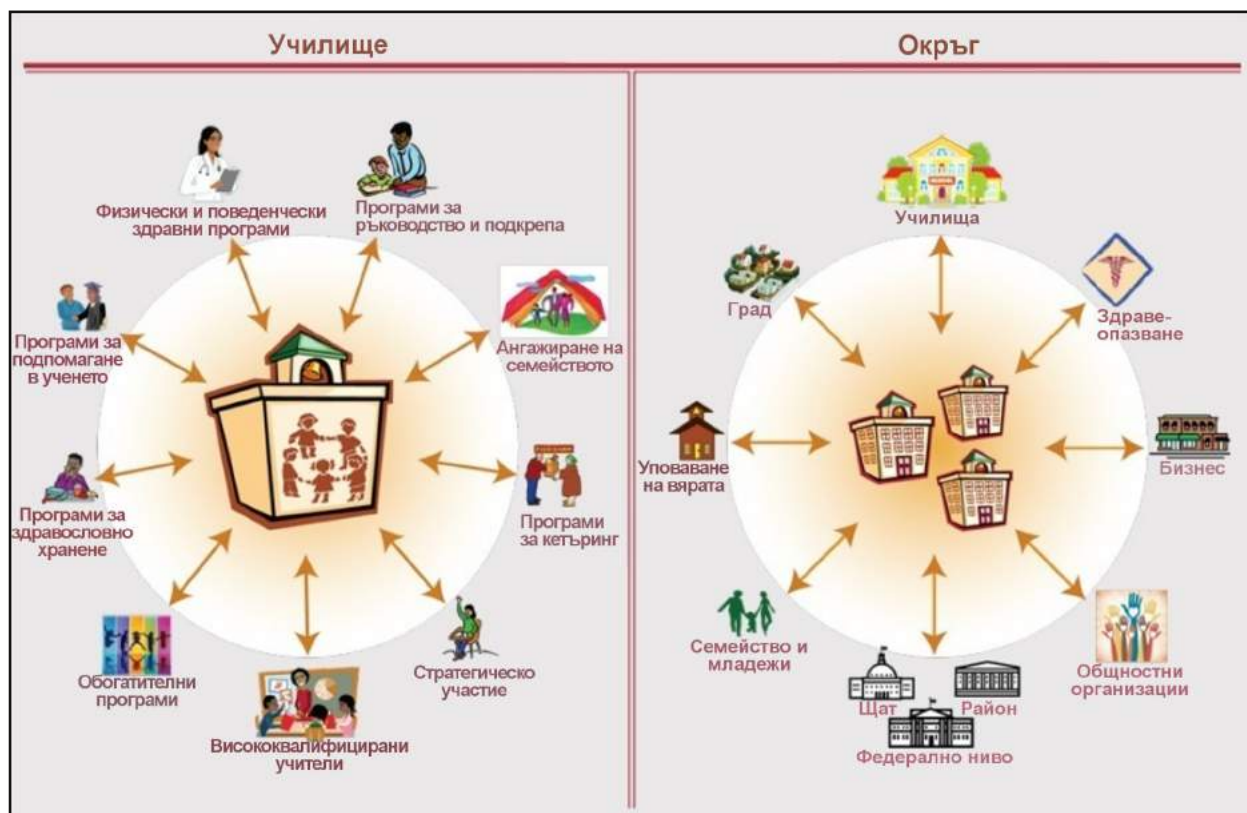 Училище
Физически и поведенчески
здравни програми
Програми за
ръководство и подкрепа
Програми за
подпомагане
в ученето
Ангажиране на
семейството
Програми за
здравословно
хранене
Програми
за кетъринг
Обогатителни
програми
Стратегическо
участие
Висококвалифицирани
учители
Окръг
Училища
Град
Здраве-
опазване
Уповаване
на вярата
Бизнес
Семейство и
младежи
Общностни
организации
Щат
Район
Федерално ниво